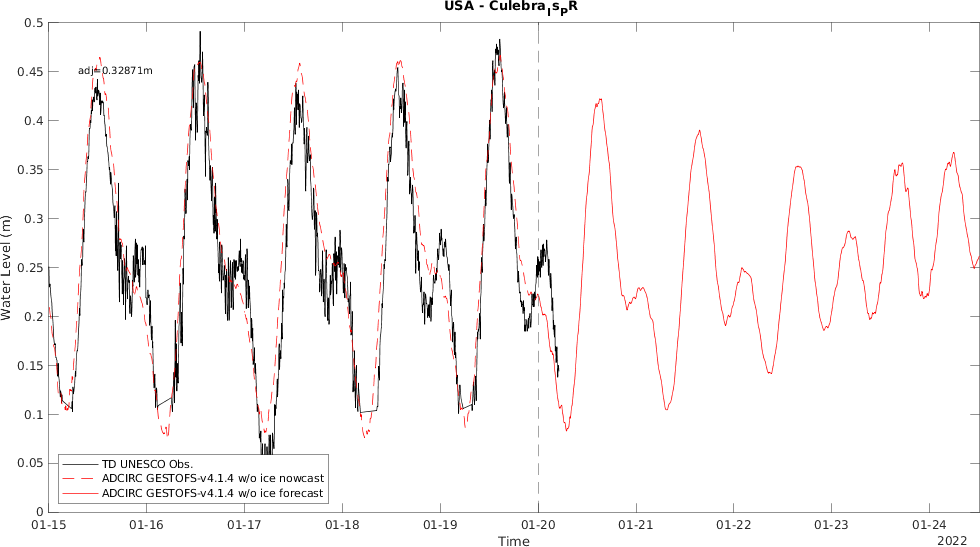 USA - CulebraIsPR
0.5
0.45
0.4
0.35
0.3
0.25
0.2
0.15
0.1
0.05
0
Water Level (m)
adj=0.32871m
TD UNESCO Obs.
ADCIRC GESTOFS-v4.1.4 w/o ice nowcast
ADCIRC GESTOFS-v4.1.4 w/o ice forecast
01-15 01-16 01-17 01-18 01-19 01-20 01-21 01-22 01-23 01-24
Time
2022